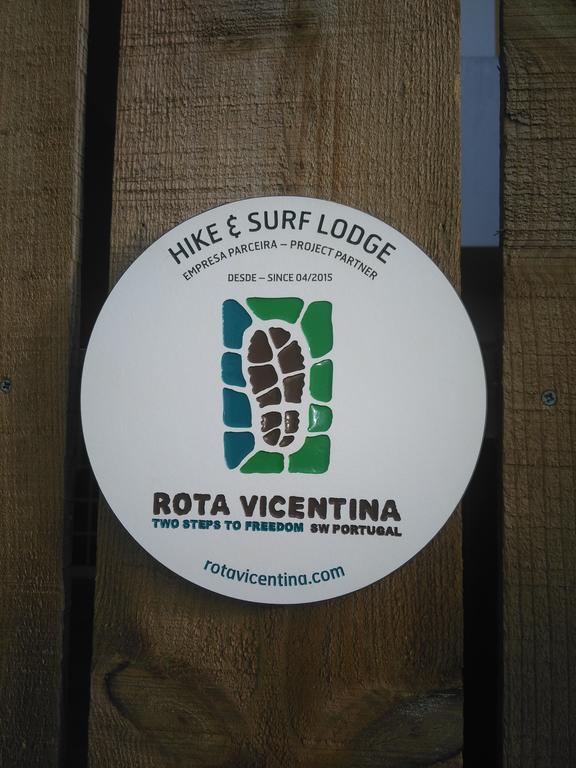 HIKE & SURF LODGE
EMPRESA PARCEIRA – PROJECT PARTNER
DESDE – SINCE 04/2015
ROTA VICENTINA
TWO STEPS TO FREEDOM SW PORTUGAL
rotavicentina.com